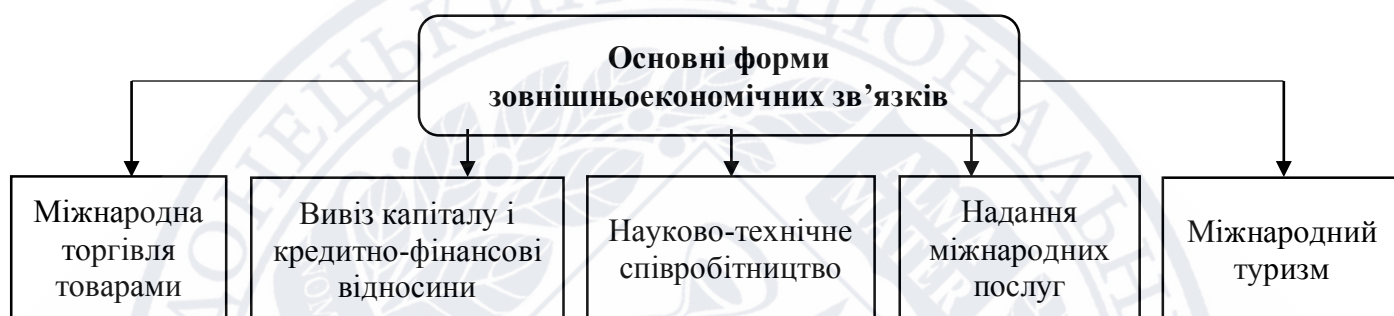 Основні форми
зовнішньоекономічних зв’язків
Міжнародна
торгівля
товарами
Вивіз капіталу і
кредитно-фінансові
відносини
Науково-технічне
співробітництво
Надання
міжнародних
послуг
Міжнародний
туризм